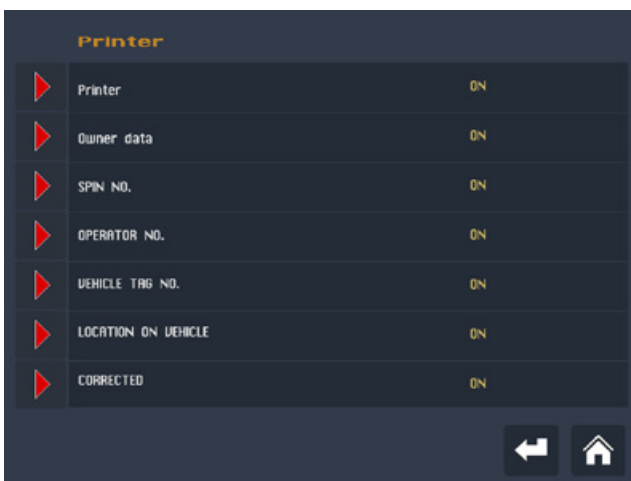 Printer
Printer ON
Owner data ON
SPIN NO. ON
OPERATOR NO. ON
VEHICLE TAG NO. ON
LOCATION ON VEHICLE ON
CORRECTED ON